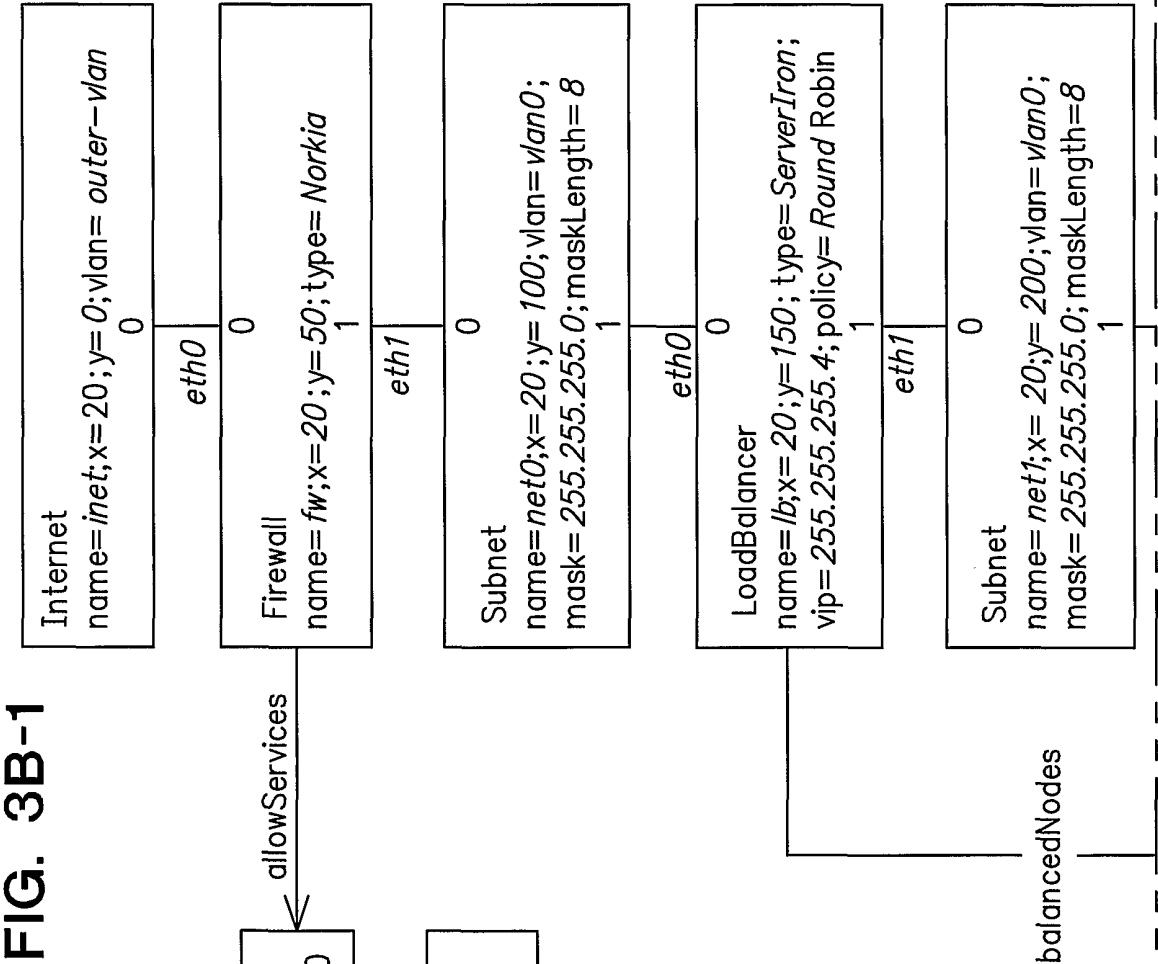 FIG. 3B-1
Internet
name=inet;x=20;y=0;vlan=outer-vlan
0
eth0
0
Firewall
name=fw;x=20;y=50;type=Norkia
1
allowServices
eth1
0
Subnet
name=net0;x=20;y=100;vlan=vlan0;
mask=255.255.255.0;maskLength=8
1
eth0
0
LoadBalancer
name=lb;x=20;y=150;type=ServerIron;
vip=255.255.255.4;policy=Round Robin
1
balancedNodes
eth1
0
Subnet
name=net1;x=20;y=200;vlan=vlan0;
mask=255.255.255.0;maskLength=8
1